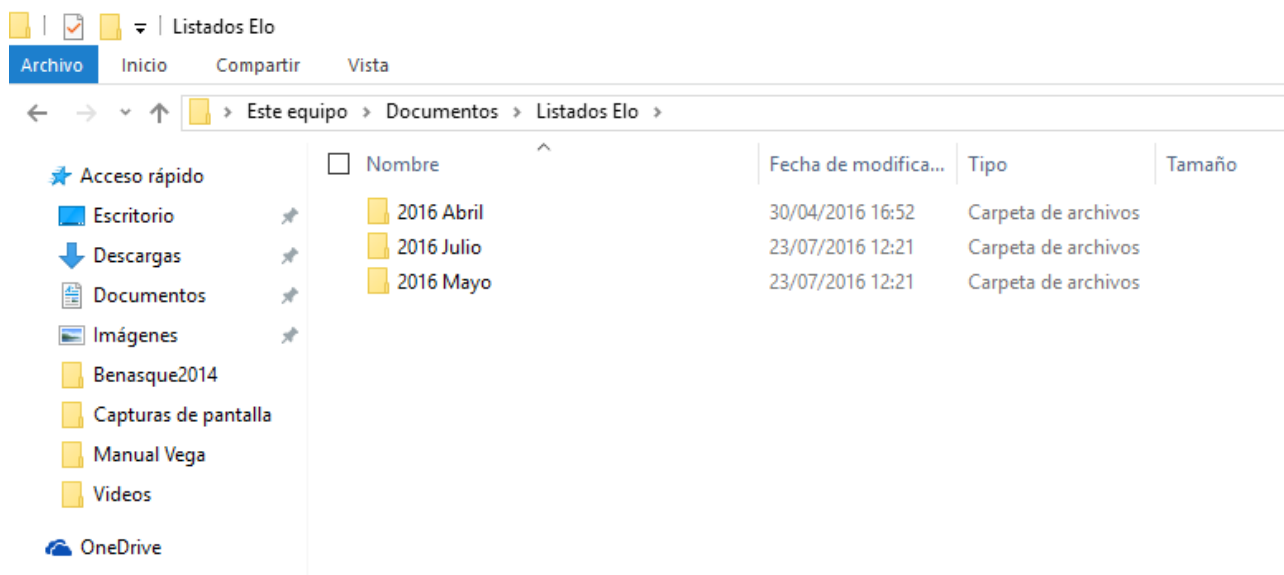 Listados Elo
Archivo Inicio Compartir Vista
Este equipo Documentos Listados Elo
Nombre Fecha de modifica... Tipo Tamaño
Acceso rápido
Escritorio
Descargas
Documentos
Imágenes
Benasque2014
Capturas de pantalla
Manual Vega
Videos
OneDrive
2016 Abril 30/04/2016 16:52 Carpeta de archivos
2016 Julio 23/07/2016 12:21 Carpeta de archivos
2016 Mayo 23/07/2016 12:21 Carpeta de archivos